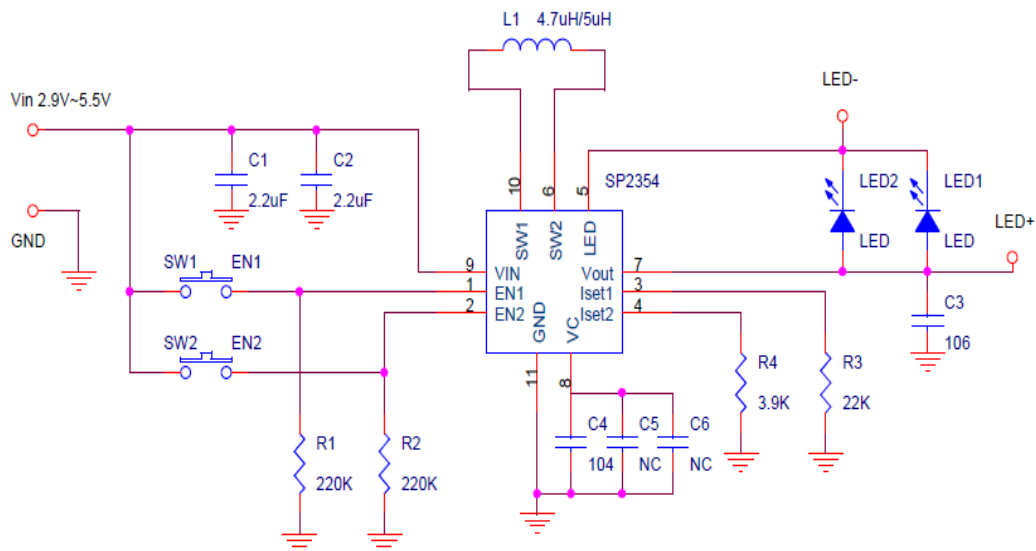 L1 4.7uH/5uH
LED-
Vin 2.9V~5.5V
C1
C2
2.2uF
2.2uF
10
6
5
SP2354
LED2
LED1
LED+
GND
SW1
SW2
LED
LED
LED
SW1 EN1
9
VIN
Vout
7
1
EN1
Iset1
3
2
EN2
Iset2
4
C3
SW2 EN2
GND
VC
106
11
8
R4
R3
3.9K
22K
C4
C5
C6
R1
R2
104
NC
NC
220K
220K